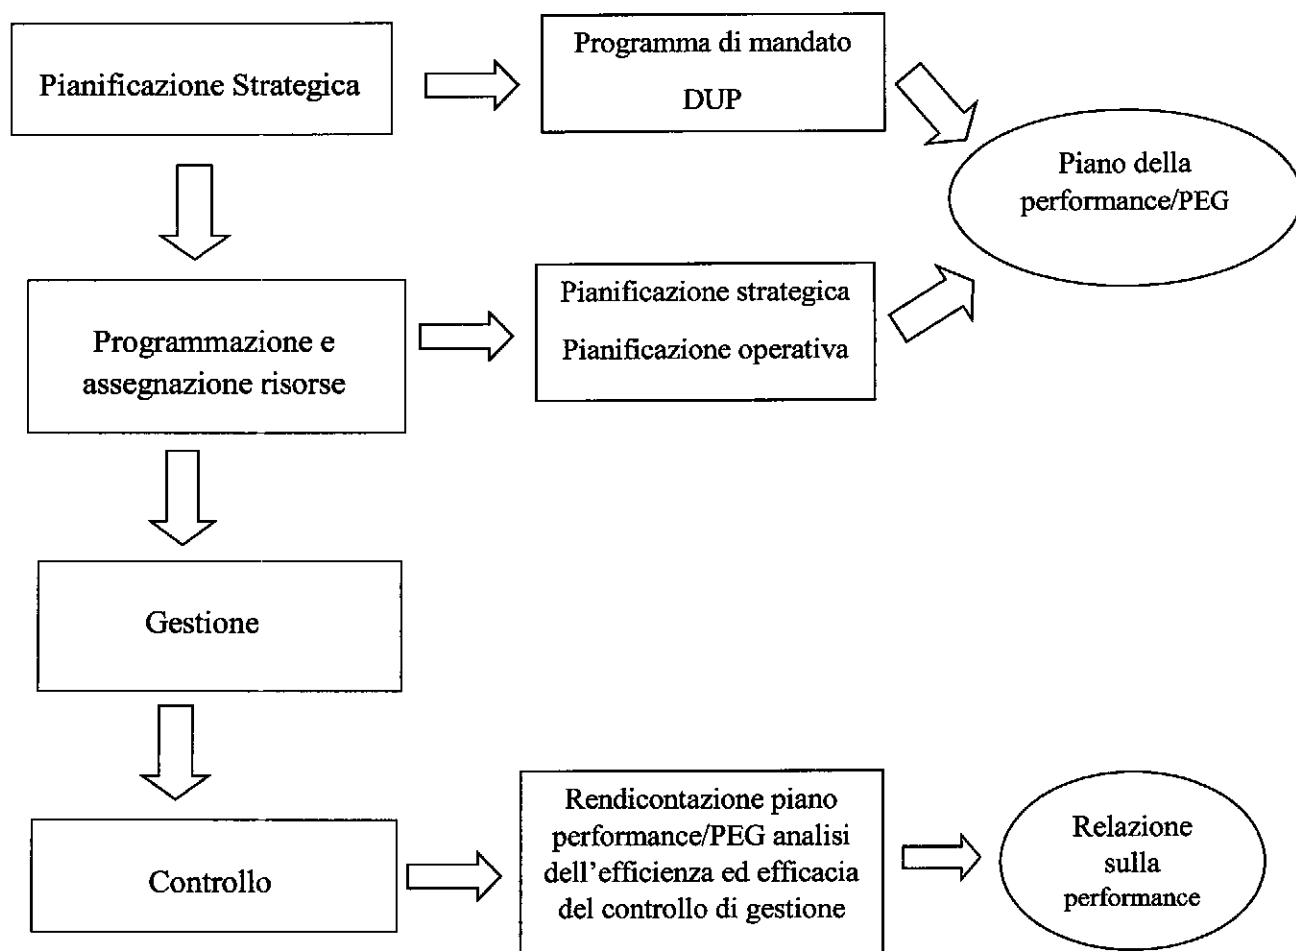 Pianificazione Strategica
Programma di mandato
DUP
Piano della
performance/PEG
Programmazione e
assegnazione risorse
Pianificazione strategica
Pianificazione operativa
Gestione
Controllo
Rendicontazione piano
performance/PEG analisi
dell'efficienza ed efficacia
del controllo di gestione
Relazione
sulla
performance